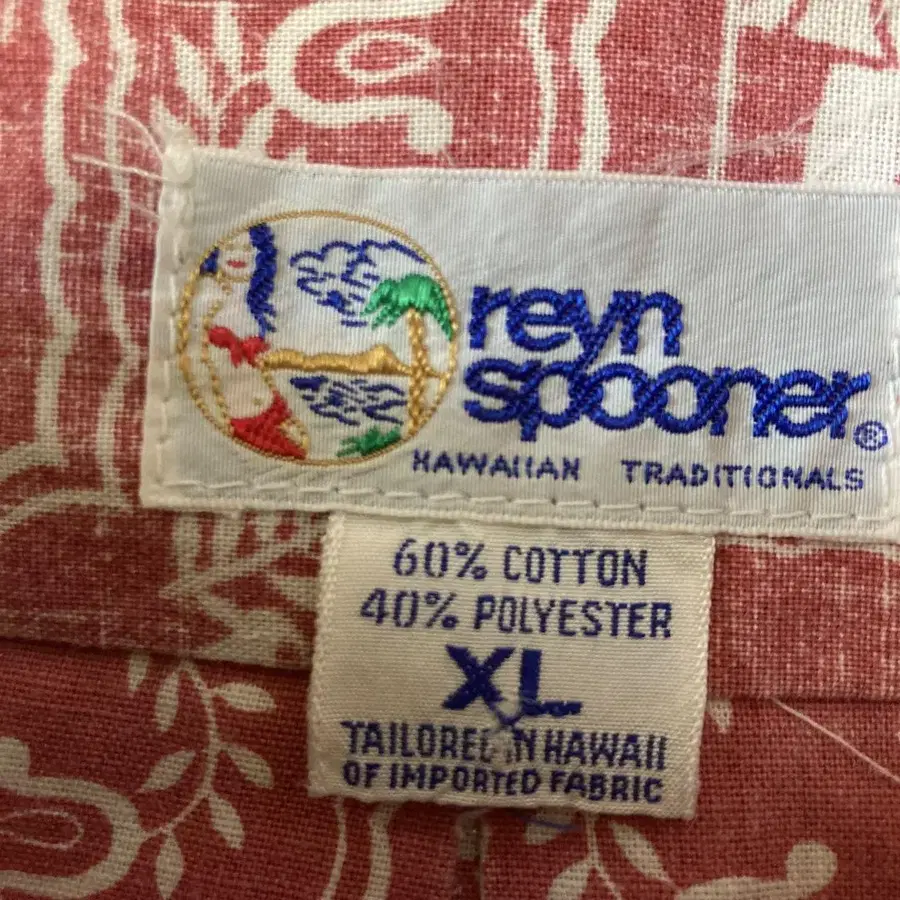 reyn
spooner®
HAWAIIAN TRADITIONALS
60% COTTON
40% POLYESTER
XL
TAILORED IN HAWAII
OF IMPORTED FABRIC